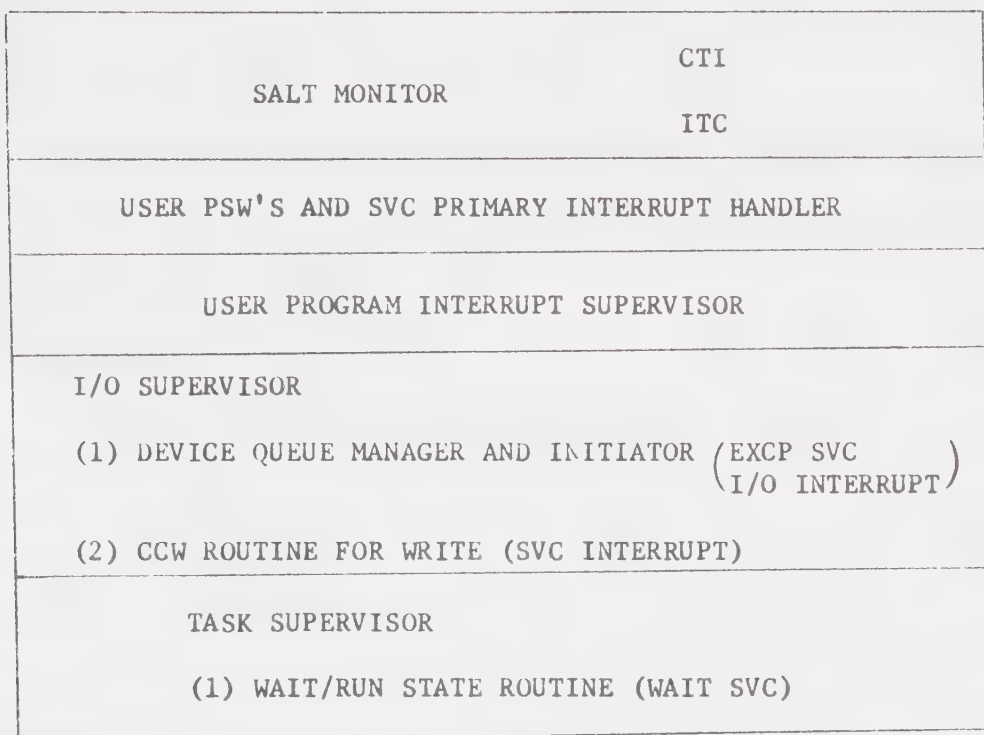 CTI
SALT MONITOR
ITC
USER PSW'S AND SVC PRIMARY INTERRUPT HANDLER
USER PROGRAM INTERRUPT SUPERVISOR
I/O SUPERVISOR
(1) DEVICE QUEUE MANAGER AND INITIATOR (EXCP SVC
I/O INTERRUPT)
(2) CCW ROUTINE FOR WRITE (SVC INTERRUPT)
TASK SUPERVISOR
(1) WAIT/RUN STATE ROUTINE (WAIT SVC)